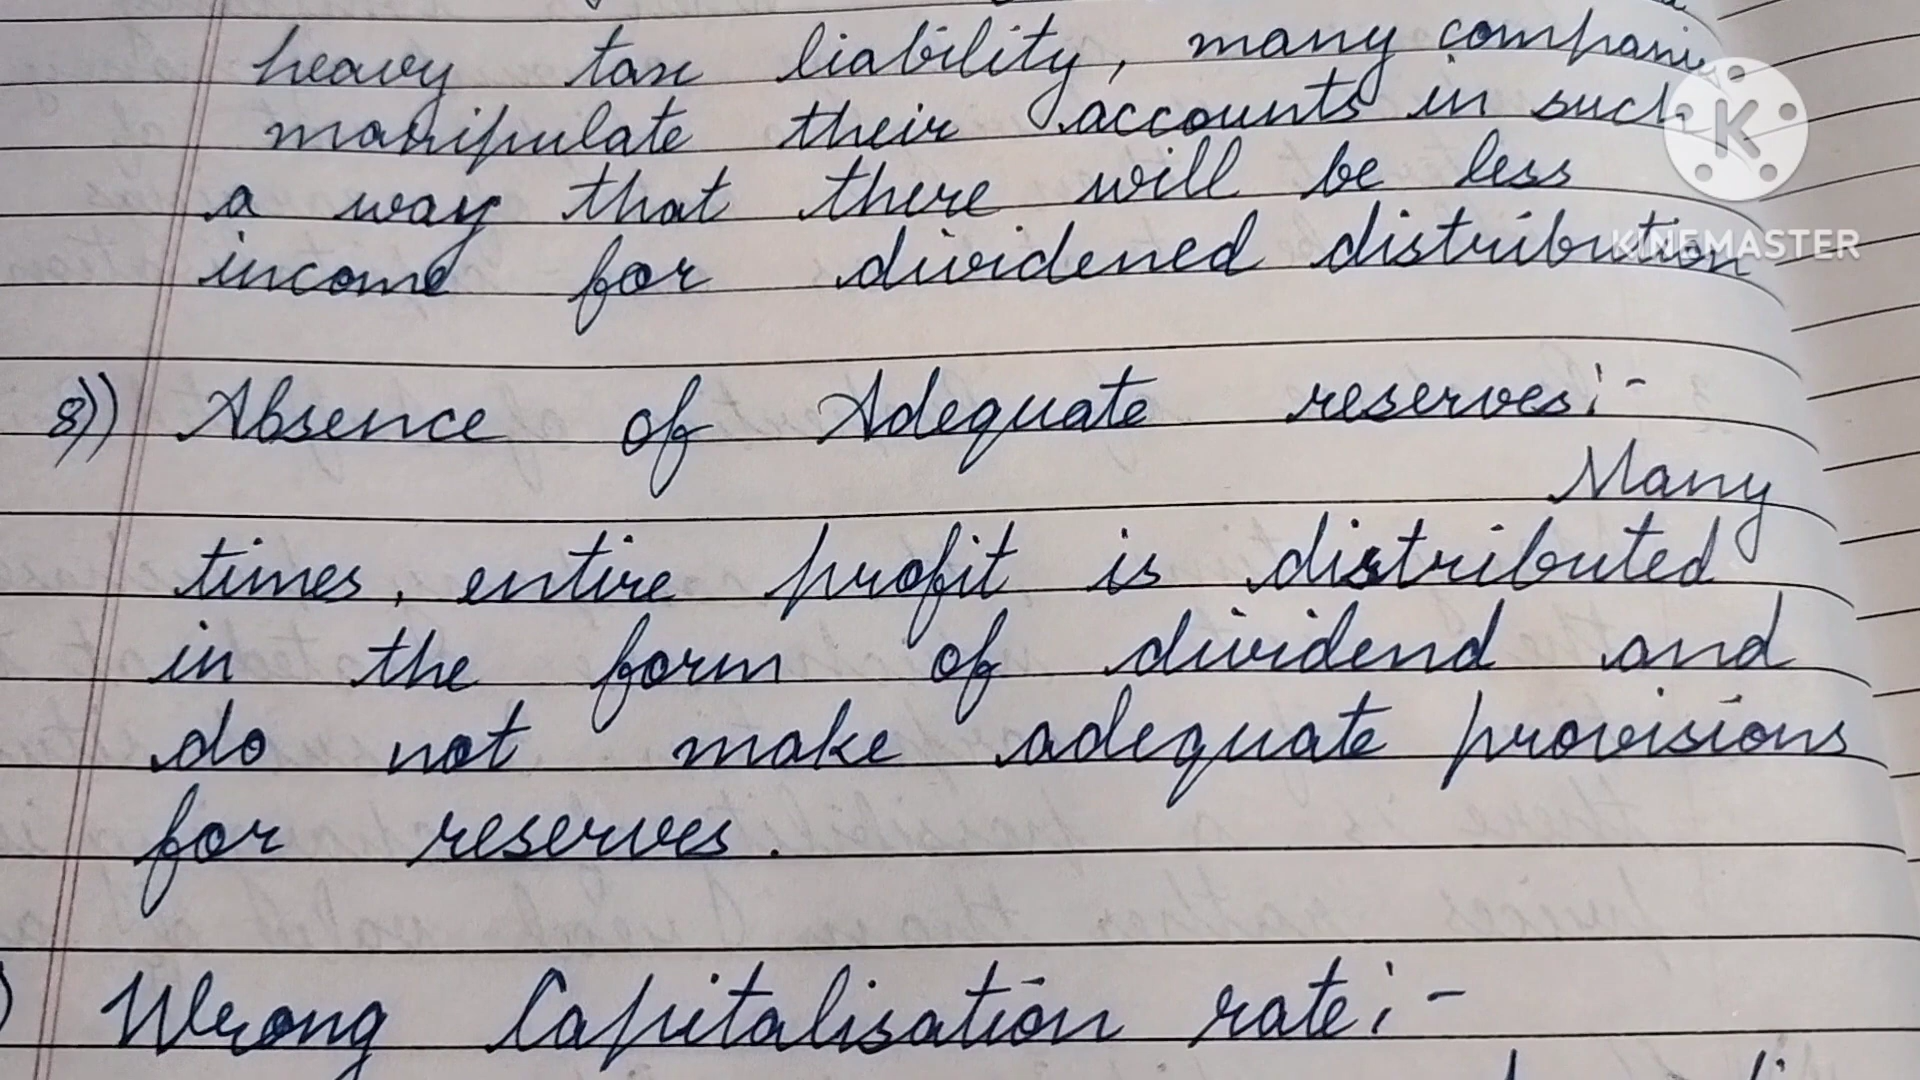 heavy tax liability, many companies
manipulate their accounts in such
a way that there will be less
income for dividened distribution
KINEMASTER
8)) Absence of Adequate reserves:-
Many
times, entire profit is distributed
in the form of dividend and
do not make adequate provisions
for reserves.
) Wrong Capitalisation rate:-